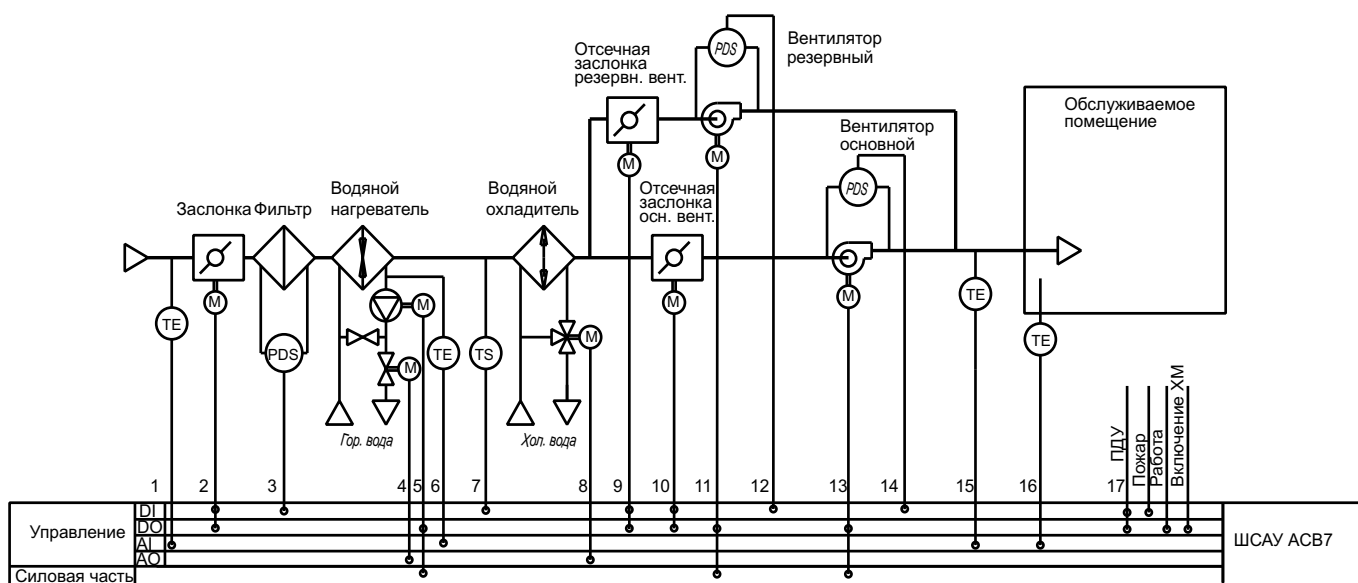 PDS
Вентилятор
резервный
Отсечная
заслонка
резервн. вент.
Обслуживаемое
помещение
Вентилятор
основной
М
М
PDS
Водяной
нагреватель
Водяной
охладитель
Отсечная
заслонка
осн. вент.
Заслонка
Фильтр
М
М
М
М
TE
TE
PDS
М
TE
TS
М
TE
Гор. вода
Хол. вода
ПДУ
Пожар
Работа
Включение ХМ
1
2
3
4
5
6
7
8
9
10
11
12
13
14
15
16
17
Управление
DI
DO
AI
AO
Силовая часть
ШСАУ АСВ7